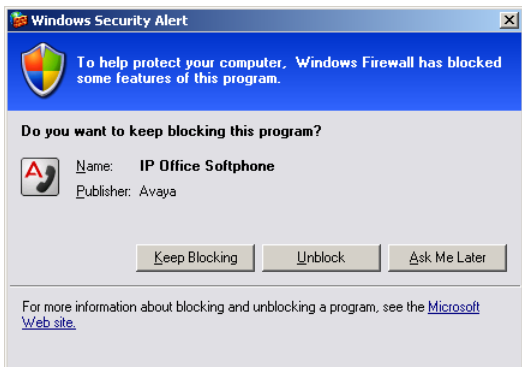 Windows Security Alert
To help protect your computer, Windows Firewall has blocked
some features of this program.
Do you want to keep blocking this program?
Name: IP Office Softphone
Publisher: Avaya
Keep Blocking Unblock Ask Me Later
For more information about blocking and unblocking a program, see the Microsoft
Web site.